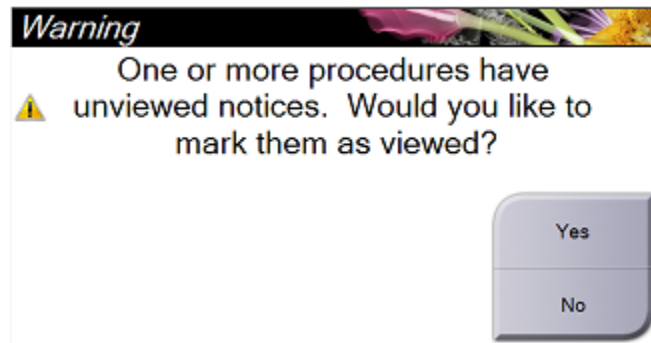 Warning
One or more procedures have
unviewed notices.  Would you like to
mark them as viewed?
Yes
No